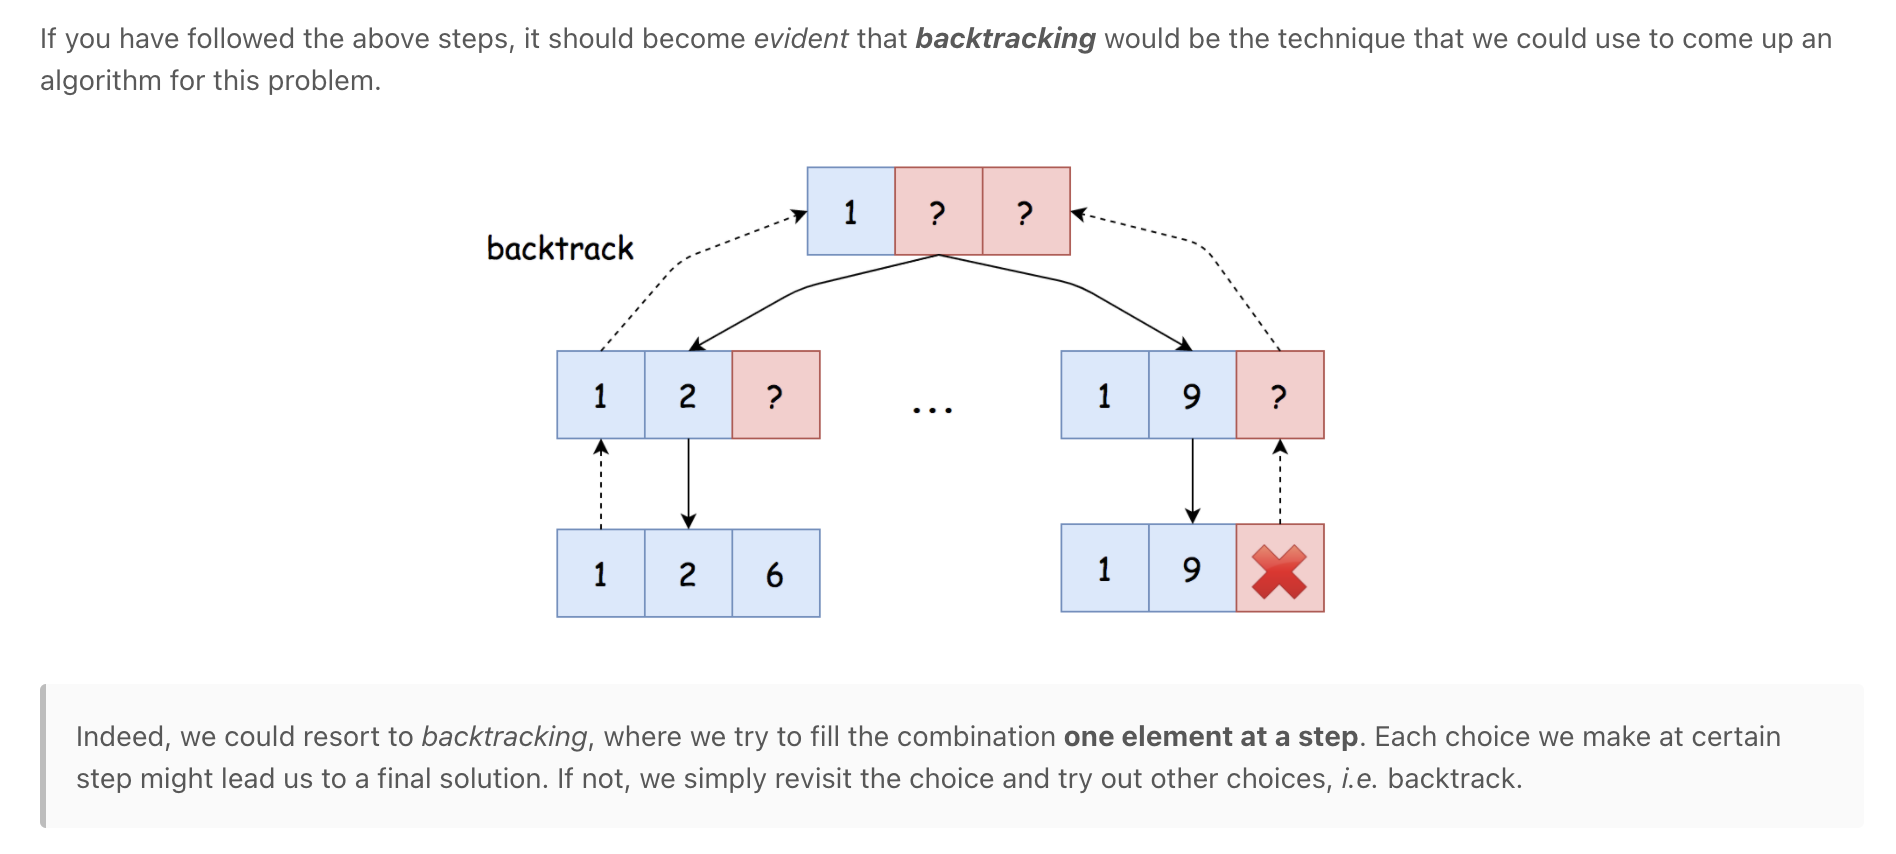 If you have followed the above steps, it should become evident that backtracking would be the technique that we could use to come up an
algorithm for this problem.
1 ? ?
backtrack
1 2 ?
...
1 9 ?
1 2 6
1 9
Indeed, we could resort to backtracking, where we try to fill the combination one element at a step. Each choice we make at certain
step might lead us to a final solution. If not, we simply revisit the choice and try out other choices, i.e. backtrack.